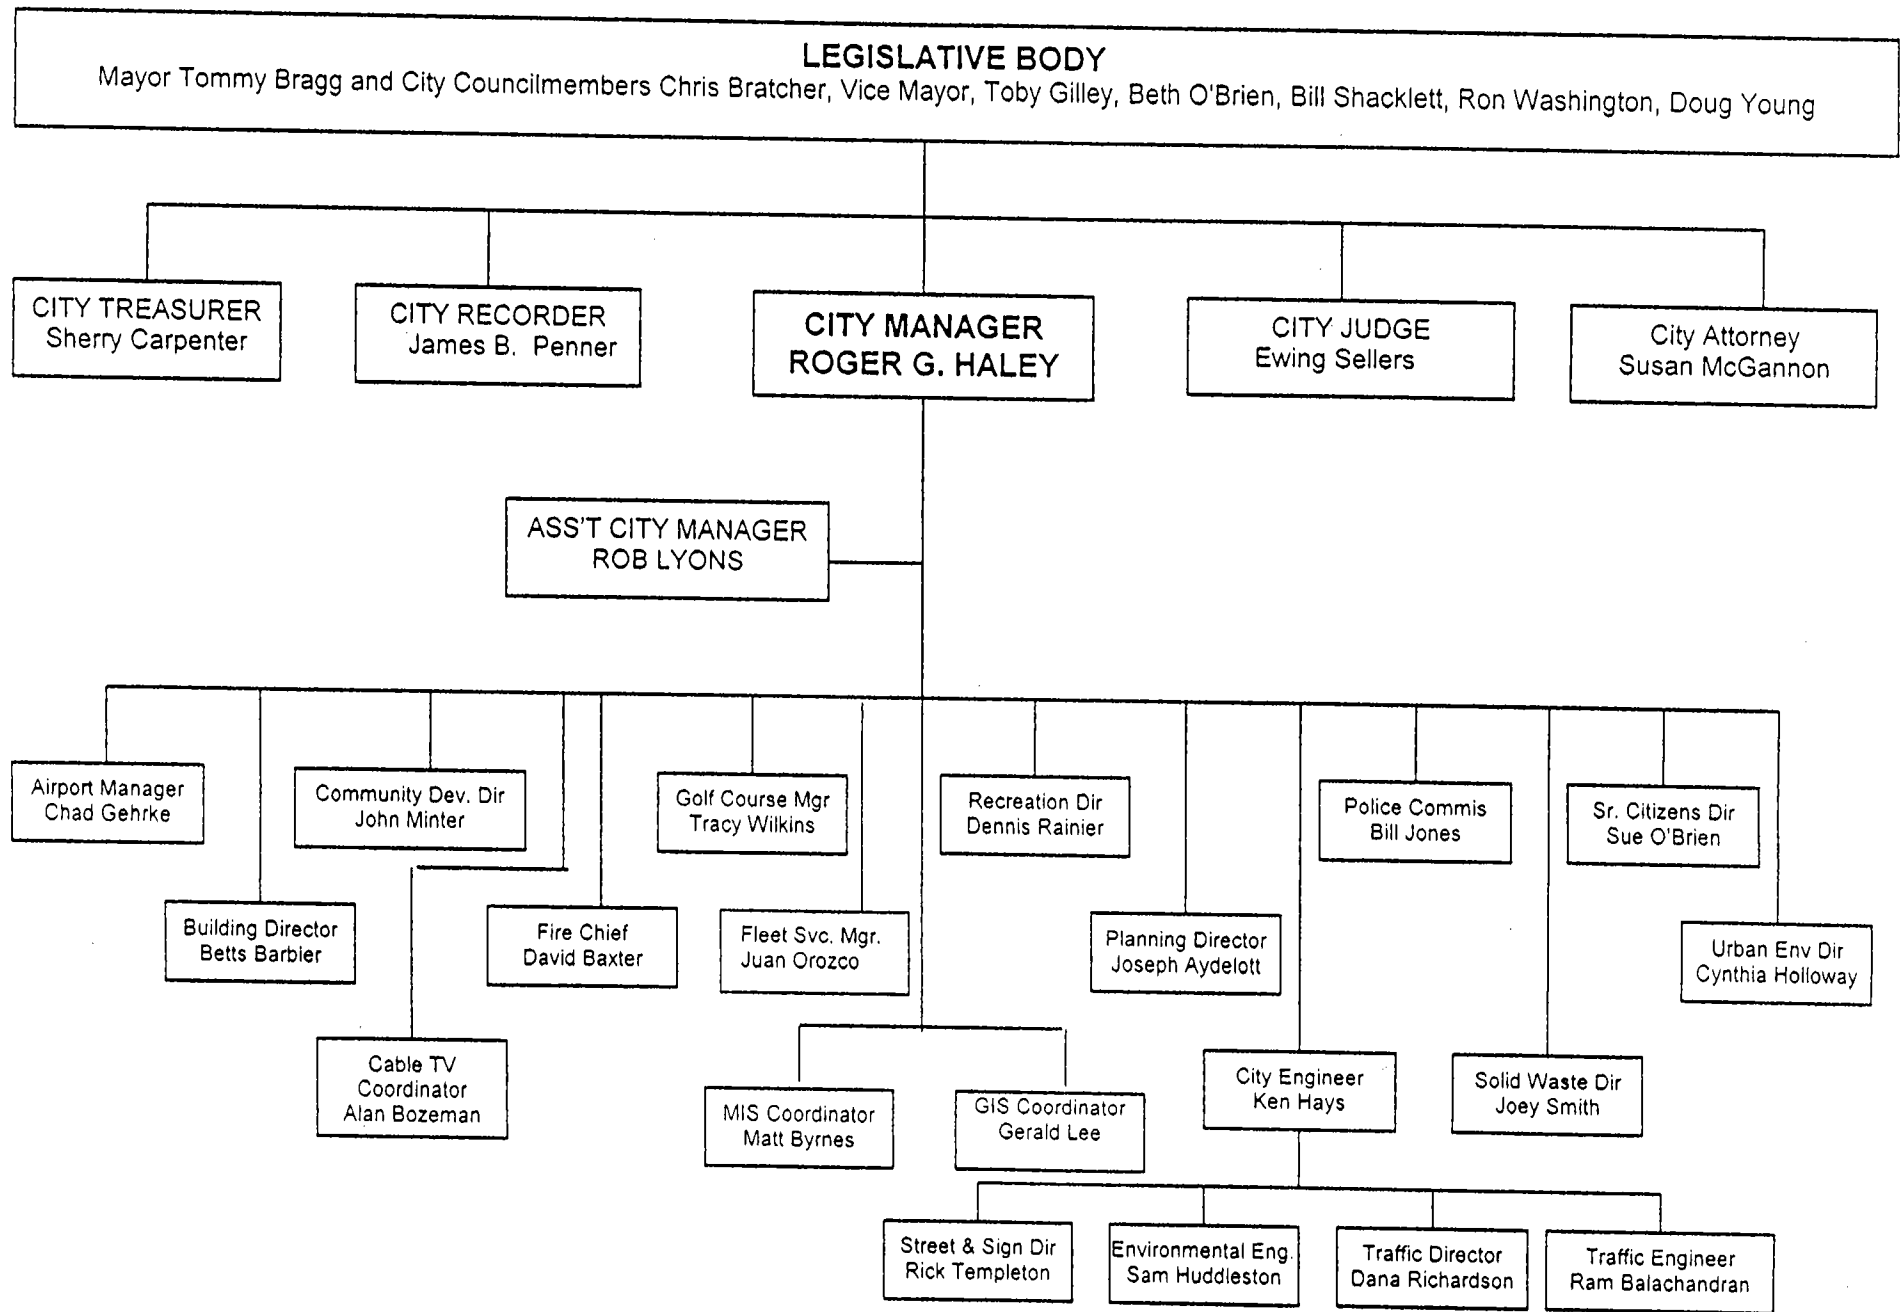 LEGISLATIVE BODY
Mayor Tommy Bragg and City Councilmembers Chris Bratcher, Vice Mayor, Toby Gilley, Beth O'Brien, Bill Shacklett, Ron Washington, Doug Young
CITY TREASURER
Sherry Carpenter
CITY RECORDER
James B. Penner
CITY MANAGER
ROGER G. HALEY
CITY JUDGE
Ewing Sellers
City Attorney
Susan McGannon
ASS'T CITY MANAGER
ROB LYONS
Airport Manager
Chad Gehrke
Community Dev. Dir
John Minter
Golf Course Mgr
Tracy Wilkins
Recreation Dir
Dennis Rainier
Police Commis
Bill Jones
Sr. Citizens Dir
Sue O'Brien
Building Director
Betts Barbier
Fire Chief
David Baxter
Fleet Svc. Mgr.
Juan Orozco
Planning Director
Joseph Aydelott
Urban Env Dir
Cynthia Holloway
Cable TV
Coordinator
Alan Bozeman
MIS Coordinator
Matt Byrnes
GIS Coordinator
Gerald Lee
City Engineer
Ken Hays
Solid Waste Dir
Joey Smith
Street & Sign Dir
Rick Templeton
Environmental Eng.
Sam Huddleston
Traffic Director
Dana Richardson
Traffic Engineer
Ram Balachandran